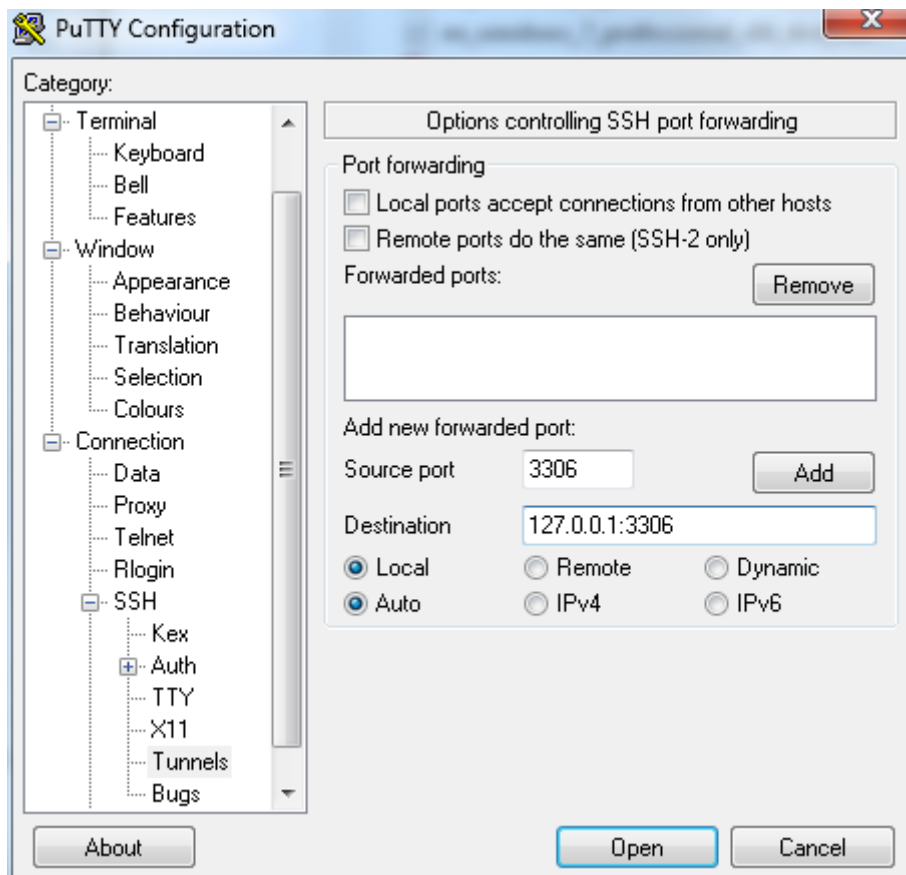 PuTTY Configuration
Category:
Terminal
Keyboard
Bell
Features
Window
Appearance
Behaviour
Translation
Selection
Colours
Connection
Data
Proxy
Telnet
Rlogin
SSH
Kex
Auth
TTY
X11
Tunnels
Bugs
Options controlling SSH port forwarding
Port forwarding
Local ports accept connections from other hosts
Remote ports do the same (SSH-2 only)
Forwarded ports:
Remove
Add new forwarded port:
Source port 3306 Add
Destination 127.0.0.1:3306
Local Remote Dynamic
Auto IPv4 IPv6
About Open Cancel